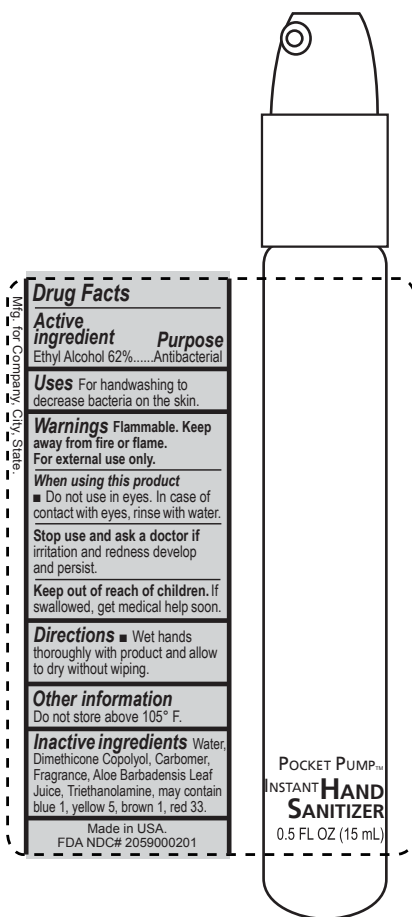 Mfg. for Company, City, State.
Drug Facts
Active
ingredient Purpose
Ethyl Alcohol 62%......Antibacterial
Uses For handwashing to
decrease bacteria on the skin.
Warnings Flammable. Keep
away from fire or flame.
For external use only.
When using this product
■ Do not use in eyes. In case of
contact with eyes, rinse with water.
Stop use and ask a doctor if
irritation and redness develop
and persist.
Keep out of reach of children. If
swallowed, get medical help soon.
Directions ■ Wet hands
thoroughly with product and allow
to dry without wiping.
Other information
Do not store above 105° F.
Inactive ingredients Water,
Dimethicone Copolyol, Carbomer,
Fragrance, Aloe Barbadensis Leaf
Juice, Triethanolamine, may contain
blue 1, yellow 5, brown 1, red 33.
Made in USA.
FDA NDC# 2059000201
POCKET PUMP™
INSTANT HAND
SANITIZER
0.5 FL OZ (15 mL)